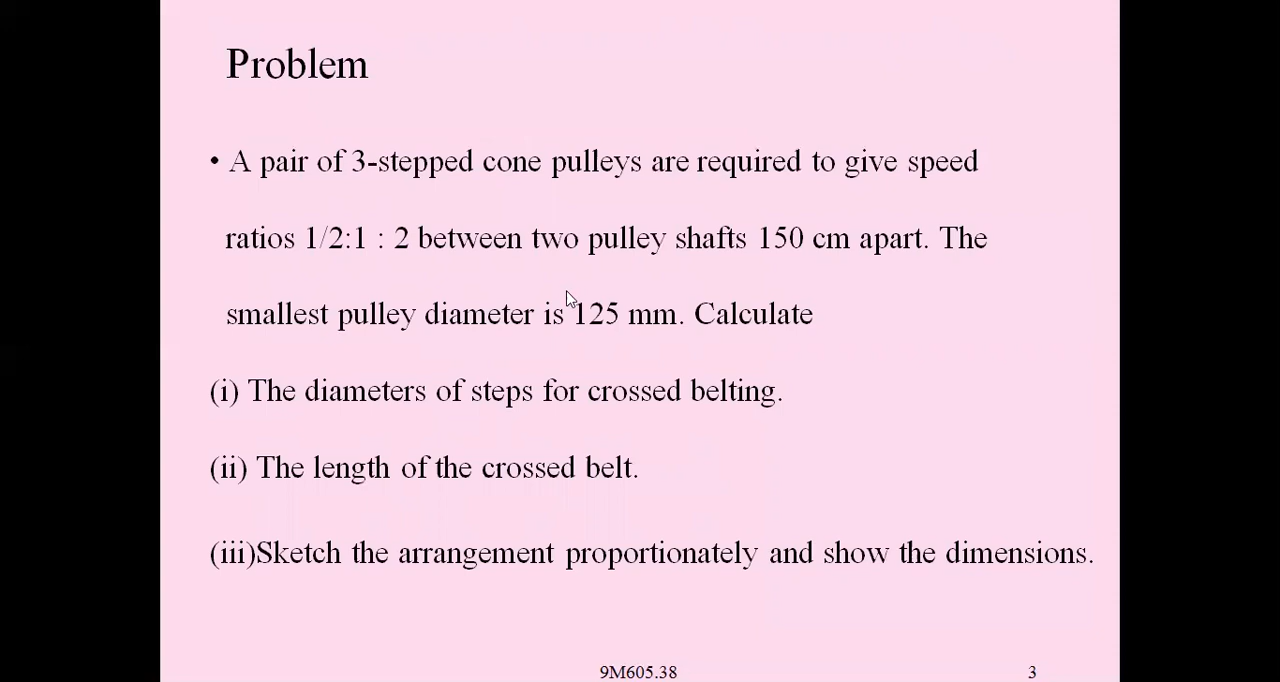 Problem
• A pair of 3-stepped cone pulleys are required to give speed
ratios 1/2:1 : 2 between two pulley shafts 150 cm apart. The
smallest pulley diameter is 125 mm. Calculate
(i) The diameters of steps for crossed belting.
(ii) The length of the crossed belt.
(iii)Sketch the arrangement proportionately and show the dimensions.
9M605.38
3